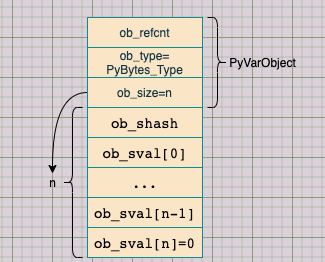 ob_refcnt
ob_type=
PyBytes_Type
PyVarObject
ob_size=n
ob_shash
ob_sval[0]
...
n
ob_sval[n-1]
ob_sval[n]=0